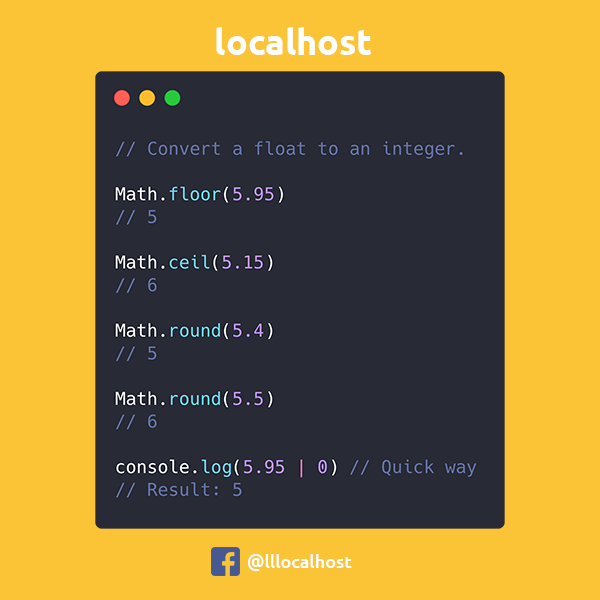 localhost
// Convert a float to an integer.
Math.floor(5.95)
// 5
Math.ceil(5.15)
// 6
Math.round(5.4)
// 5
Math.round(5.5)
// 6
console.log(5.95 | 0) // Quick way
// Result: 5
@lllocalhost